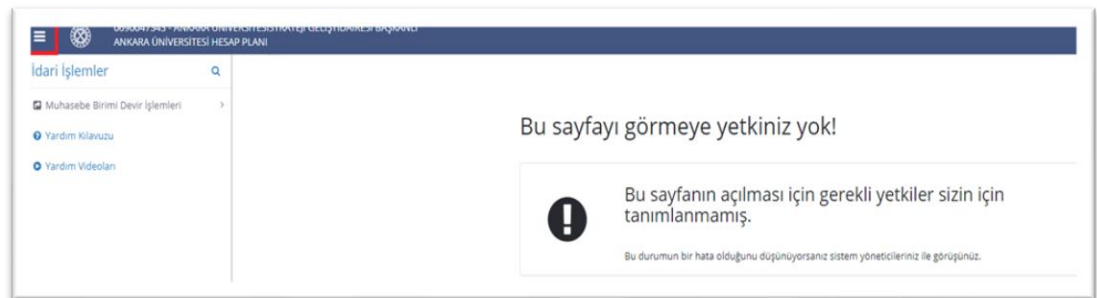 ANKARA ÜNİVERSİTESİ HESAP PLANI
İdari İşlemler
Muhasebe Birimi Devir İşlemleri
Yardım Kılavuzu
Yardım Videoları
Bu sayfayı görmeye yetkiniz yok!
Bu sayfanın açılması için gerekli yetkiler sizin için
tanımlanmamış.
Bu durumun bir hata olduğunu düşünüyorsanız sistem yöneticileriniz ile görüşünüz.